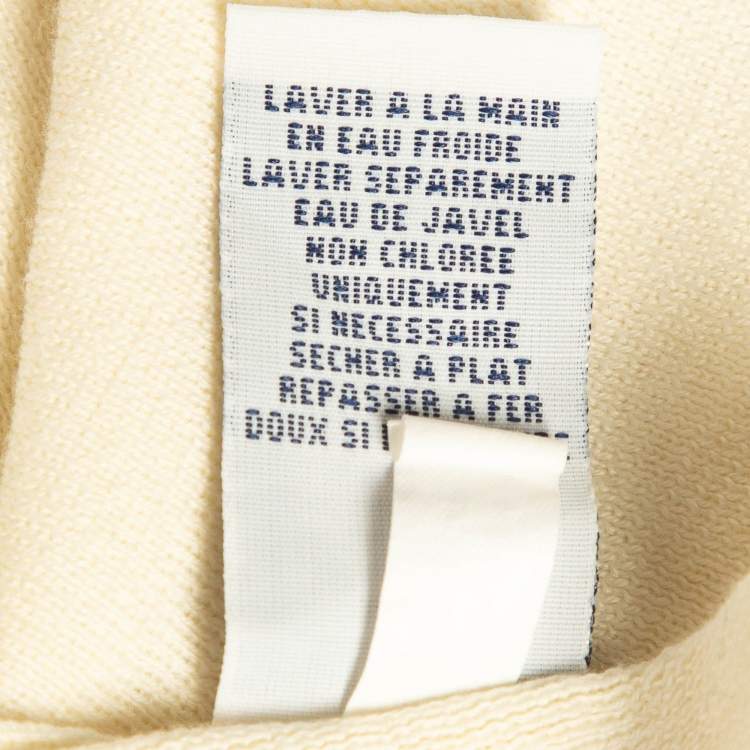 LAVER A LA MAIN
EN EAU FROIDE
LAVER SEPAREMENT
EAU DE JAVEL
NON CHLOREE
UNIQUEMENT
SI NECESSAIRE
SECHER A PLAT
REPASSER A FER
DOUX SI